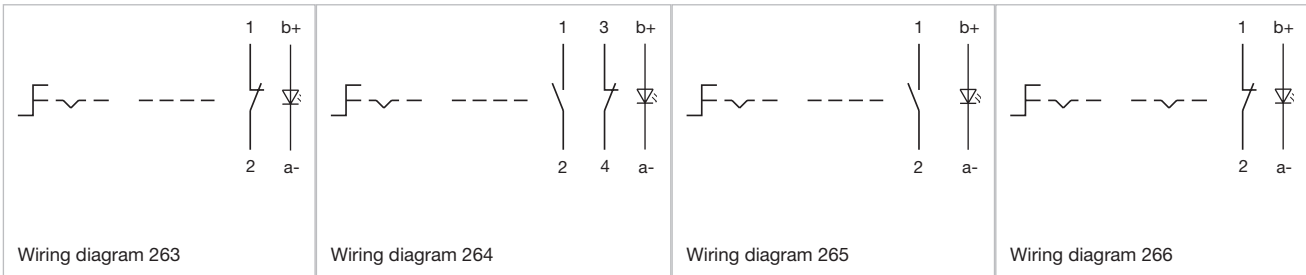 1 b+
2 a-
Wiring diagram 263
1 3 b+
2 4 a-
Wiring diagram 264
1 b+
2 a-
Wiring diagram 265
1 b+
2 a-
Wiring diagram 266